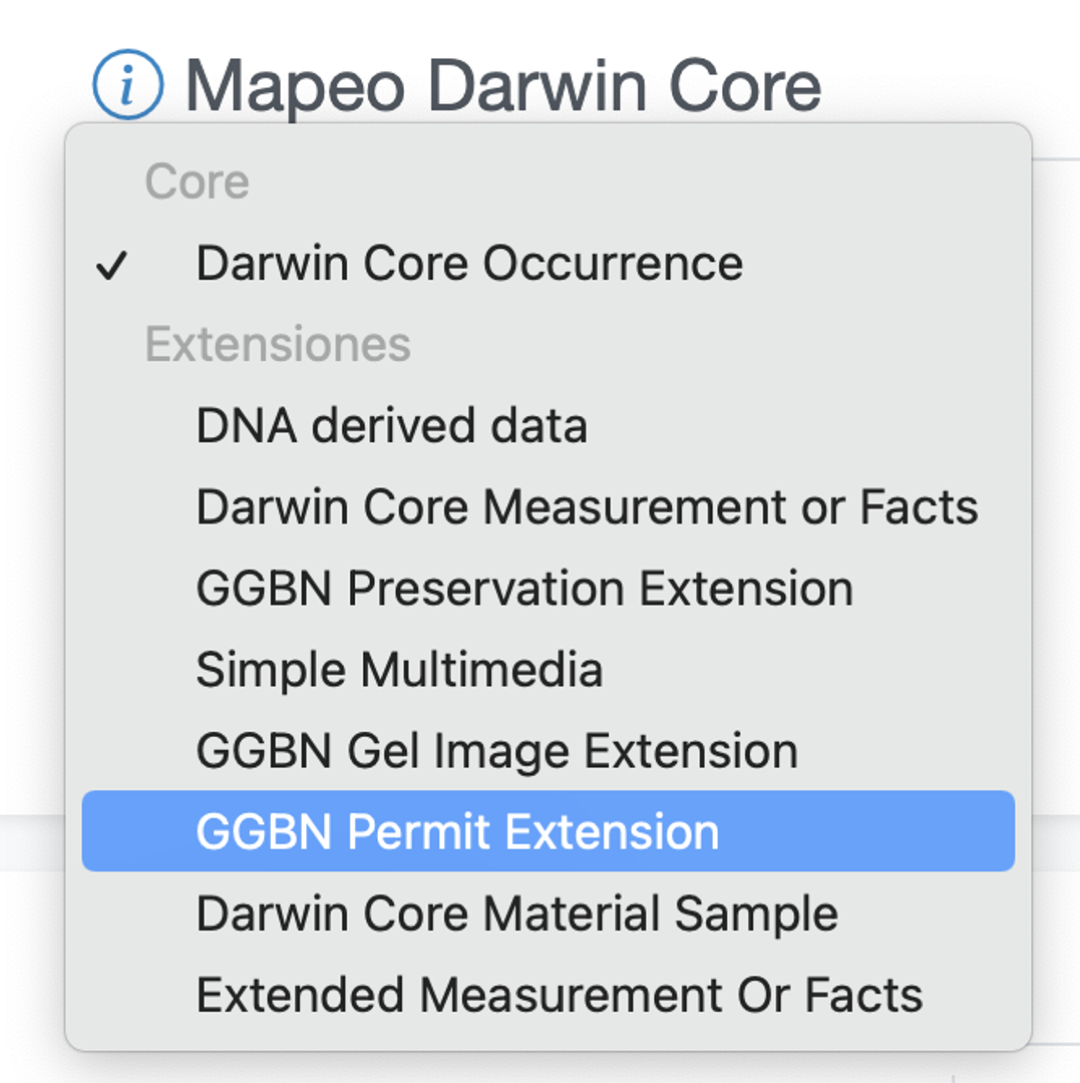 i Mapeo Darwin Core
Core
✓ Darwin Core Occurrence
Extensiones
DNA derived data
Darwin Core Measurement or Facts
GGBN Preservation Extension
Simple Multimedia
GGBN Gel Image Extension
GGBN Permit Extension
Darwin Core Material Sample
Extended Measurement Or Facts